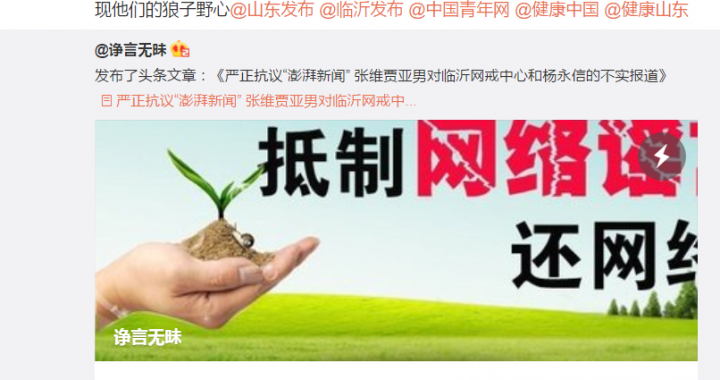 现他们的狼子野心@山东发布 @临沂发布 @中国青年网 @健康中国 @健康山东
@诤言无昧
发布了头条文章：《严正抗议“澎湃新闻” 张维贾亚男对临沂网戒中心和杨永信的不实报道》
严正抗议“澎湃新闻” 张维贾亚男对临沂网戒中...
抵制网络谣
还网络
诤言无昧